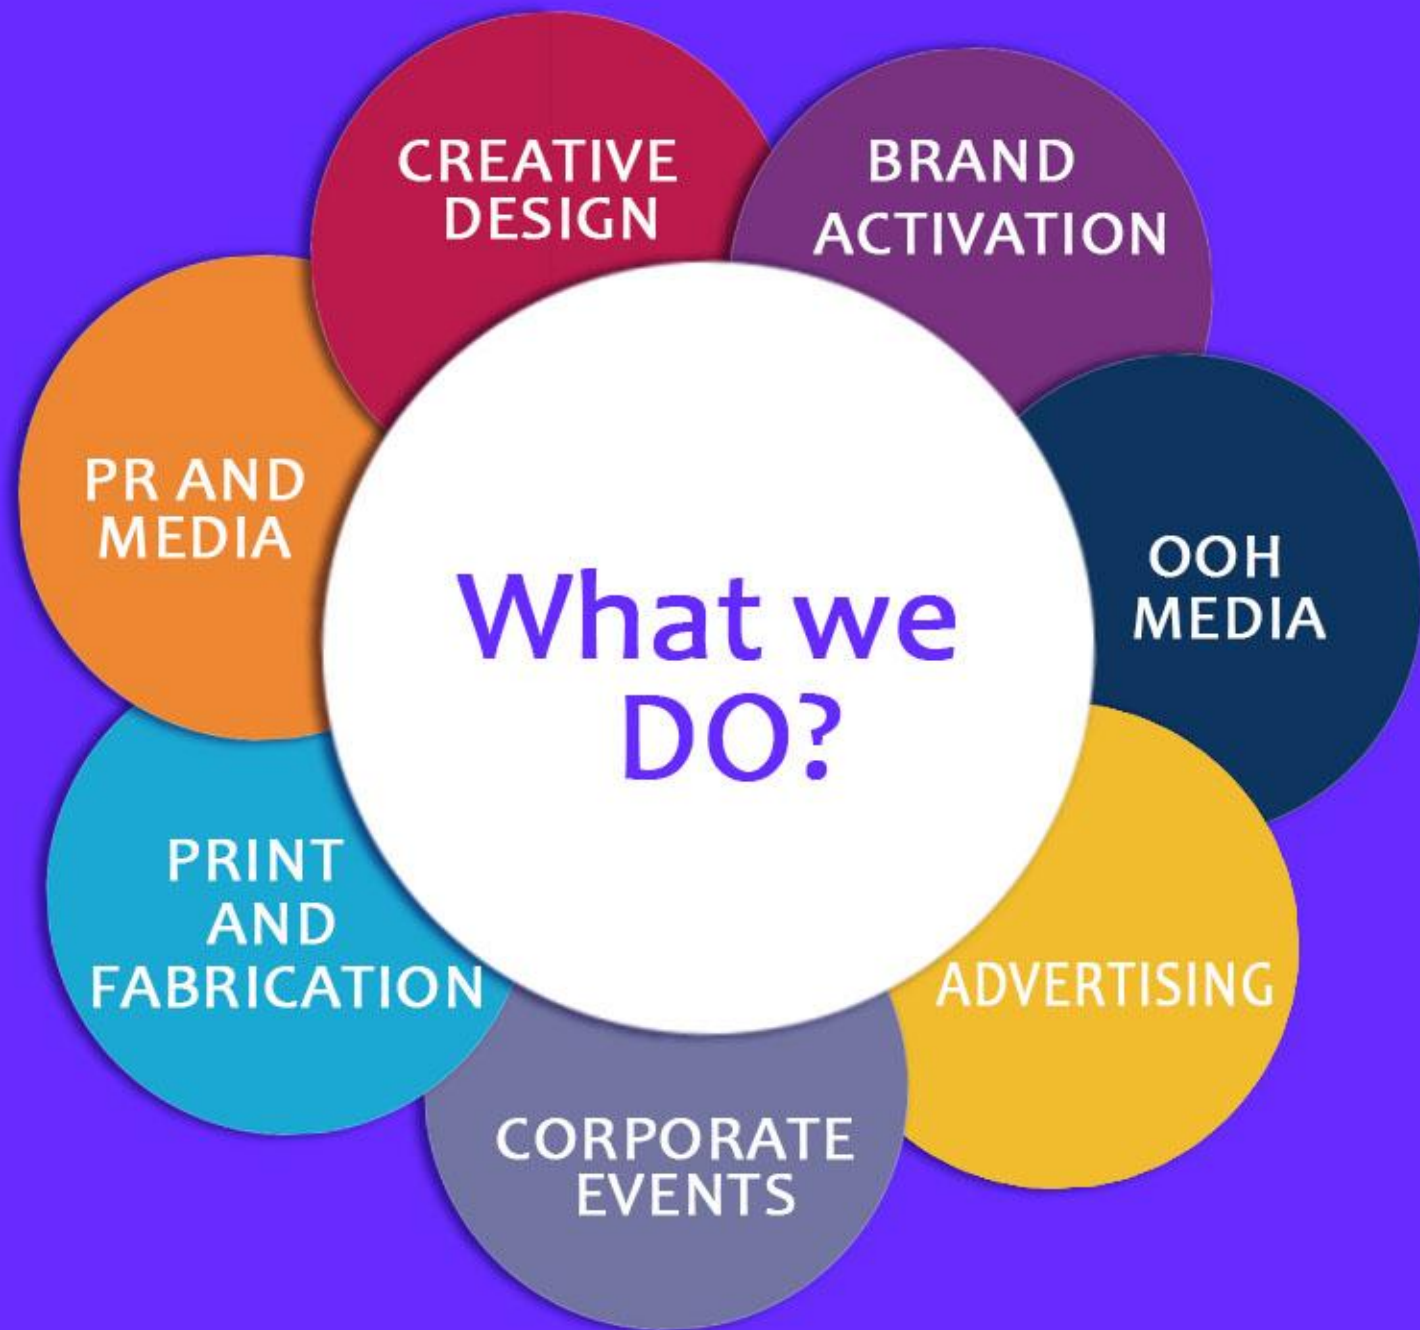 CREATIVE
DESIGN
BRAND
ACTIVATION
PR AND
MEDIA
OOH
MEDIA
What we
DO?
PRINT
AND
FABRICATION
ADVERTISING
CORPORATE
EVENTS